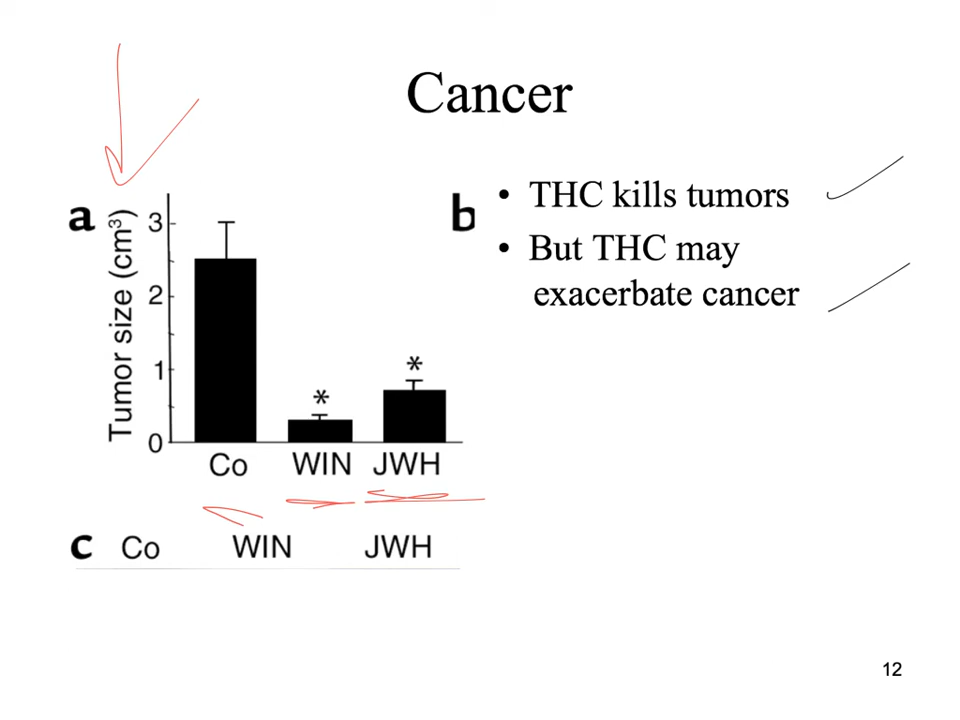 Cancer
a
Tumor size (cm³)
3
2
1
0
*
*
Co WIN JWH
b
• THC kills tumors
• But THC may
exacerbate cancer
c Co WIN JWH
12